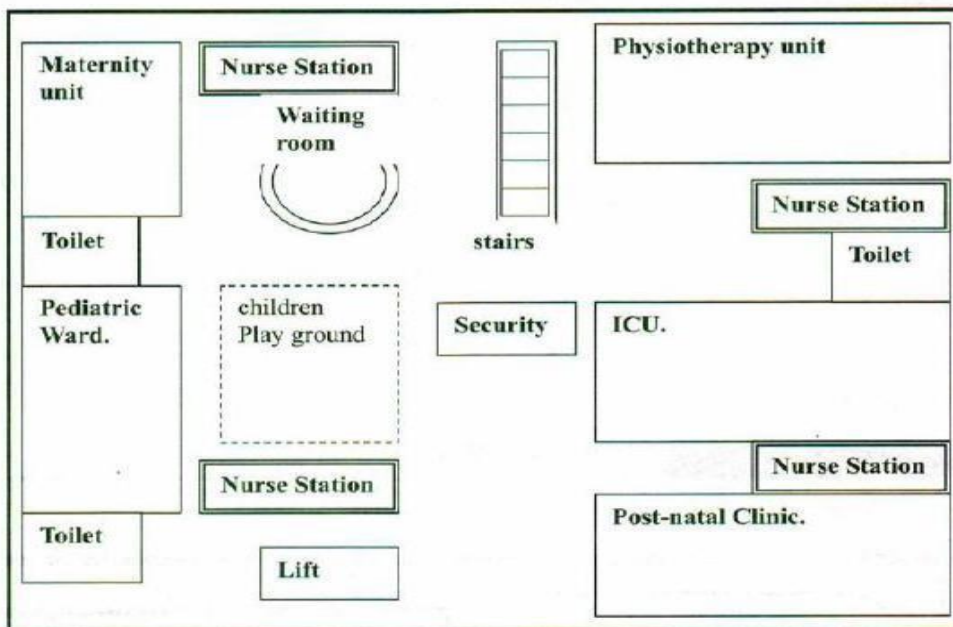 Maternity
unit
Nurse Station
Waiting
room
stairs
Physiotherapy unit
Nurse Station
Toilet
Toilet
Pediatric
Ward.
children
Play ground
Security
ICU.
Nurse Station
Nurse Station
Post-natal Clinic.
Toilet
Lift